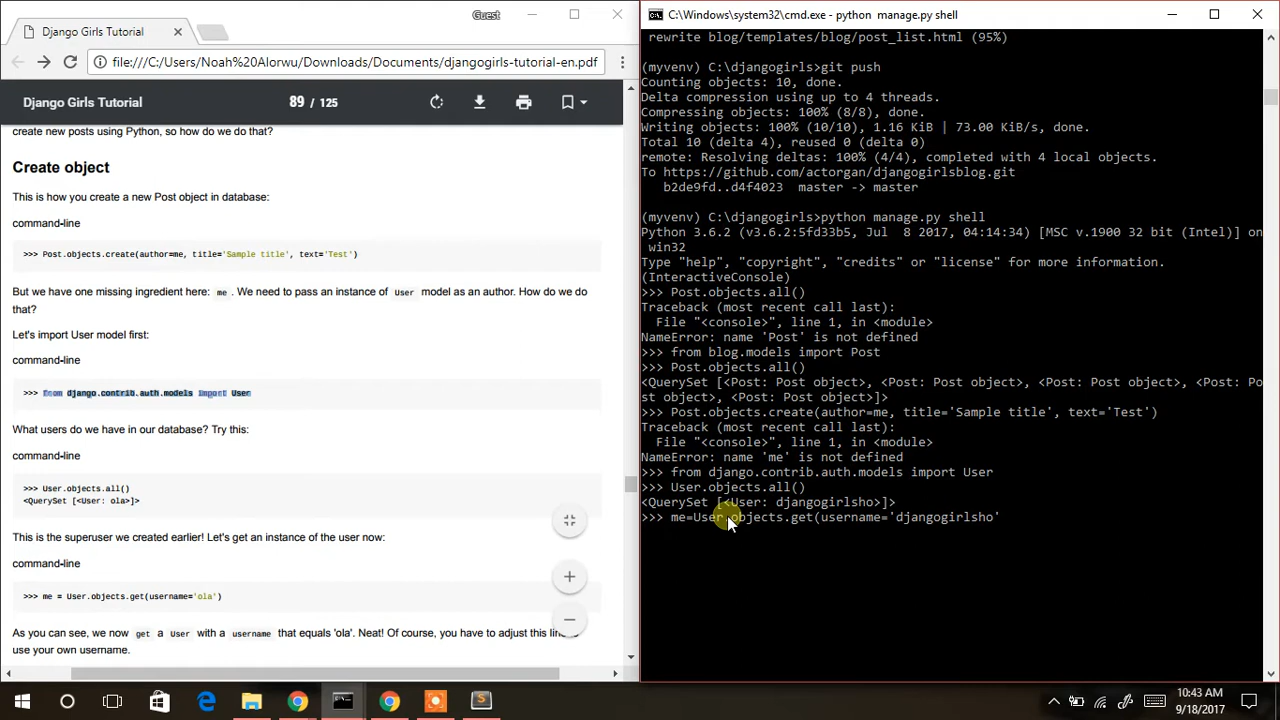 Guest
Django Girls Tutorial
file:///C:/Users/Noah%20Alorwu/Downloads/Documents/djangogirls-tutorial-en.pdf
Django Girls Tutorial
89 / 125
create new posts using Python, so how do we do that?
Create object
This is how you create a new Post object in database:
command-line
>>> Post.objects.create(author=me, title='Sample title', text='Test')
But we have one missing ingredient here: me . We need to pass an instance of User model as an author. How do we do
that?
Let's import User model first:
command-line
>>> from django.contrib.auth.models import User
What users do we have in our database? Try this:
command-line
>>> User.objects.all()
<QuerySet [<User: ola>]>
This is the superuser we created earlier! Let's get an instance of the user now:
command-line
>>> me = User.objects.get(username='ola')
As you can see, we now get a User with a username that equals 'ola'. Neat! Of course, you have to adjust this
use your own username.
C:\Windows\system32\cmd.exe - python manage.py shell
rewrite blog/templates/blog/post_list.html (95%)
(myvenv) C:\djangogirls>git push
Counting objects: 10, done.
Delta compression using up to 4 threads.
Compressing objects: 100% (8/8), done.
Writing objects: 100% (10/10), 1.16 KiB | 73.00 KiB/s, done.
Total 10 (delta 4), reused 0 (delta 0)
remote: Resolving deltas: 100% (4/4), completed with 4 local objects.
To https://github.com/actorgan/djangogirlsblog.git
b2de9fd..d4f4023 master -> master
(myvenv) C:\djangogirls>python manage.py shell
Python 3.6.2 (v3.6.2:5fd33b5, Jul 8 2017, 04:14:34) [MSC v.1900 32 bit (Intel)] on
win32
Type "help", "copyright", "credits" or "license" for more information.
(InteractiveConsole)
>>> Post.objects.all()
Traceback (most recent call last):
File "<console>", line 1, in <module>
NameError: name 'Post' is not defined
>>> from blog.models import Post
>>> Post.objects.all()
<QuerySet [<Post: Post object>, <Post: Post object>, <Post: Post object>, <Post: Po
st object>, <Post: Post object>]>
>>> Post.objects.create(author=me, title='Sample title', text='Test')
Traceback (most recent call last):
File "<console>", line 1, in <module>
NameError: name 'me' is not defined
>>> from django.contrib.auth.models import User
>>> User.objects.all()
<QuerySet [<User: djangogirlsho>]>
>>> me=User.objects.get(username='djangogirlsho'
10:43 AM
9/18/2017